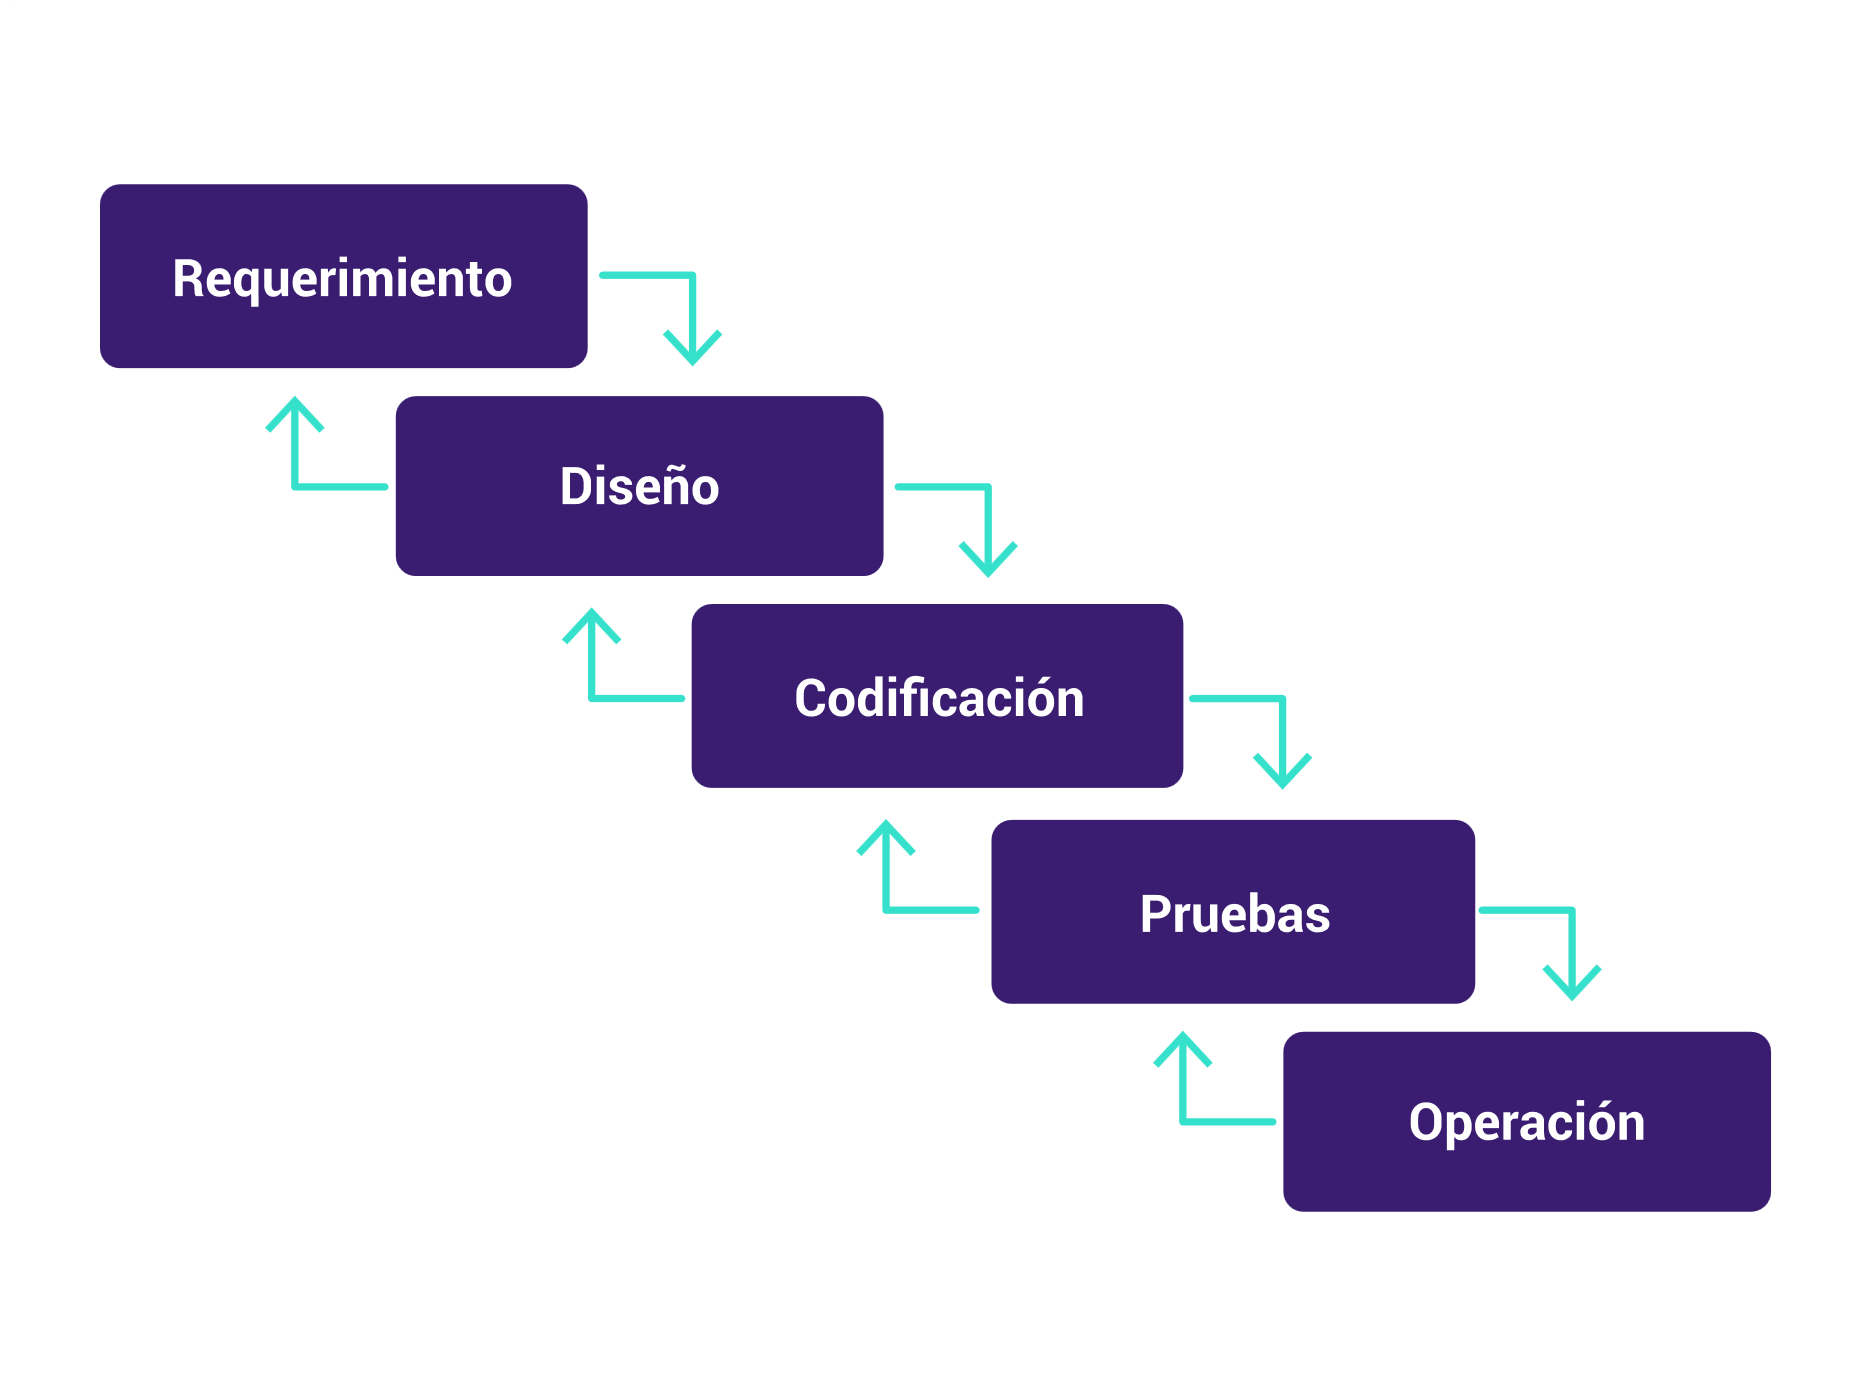 Requerimiento
Diseño
Codificación
Pruebas
Operación